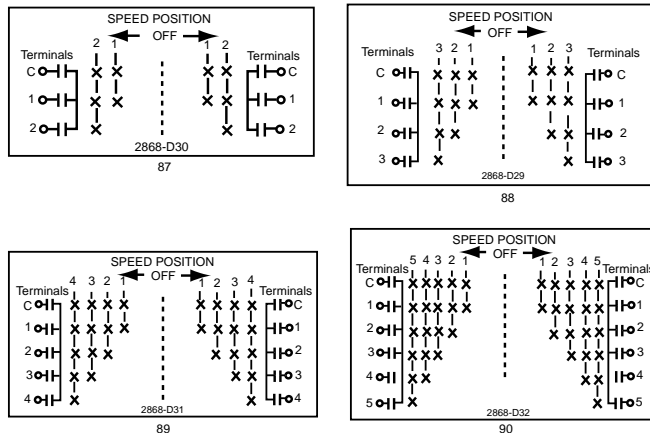 SPEED POSITION
2 1 OFF 1 2
Terminals Terminals
C C
1 1
2 2
2868-D30
87
SPEED POSITION
OFF
3 2 1 1 2 3
Terminals Terminals
C C
1 1
2 2
3 3
2868-D29
88
SPEED POSITION
4 3 2 1 OFF 1 2 3 4
Terminals Terminals
C C
1 1
2 2
3 3
4 4
2868-D31
89
SPEED POSITION
OFF
5 4 3 2 1 1 2 3 4 5
Terminals Terminals
C C
1 1
2 2
3 3
4 4
5 5
2868-D32
90